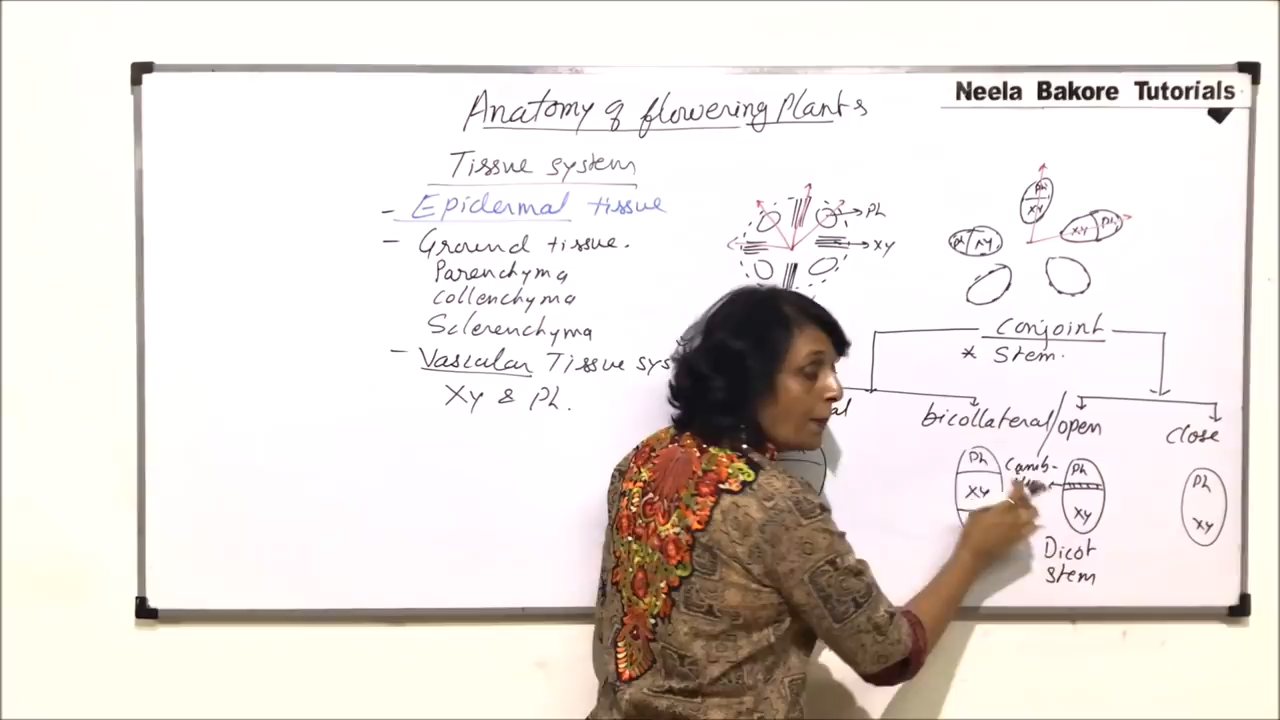 Neela Bakore Tutorials
Anatomy of flowering Plants
Tissue system
- Epidermal tissue
- Ground tissue.
Parenchyma
Collenchyma
Sclerenchyma
- Vascular Tissue sys
Xy & Ph.
Ph
Xy
Ph
Xy
Ph Xy
Xy Ph
Conjoint
* Stem.
al
bicollateral/open
Close
Ph
Xy
Camb-
Ph
Xy
Dicot
Stem
Ph
Xy